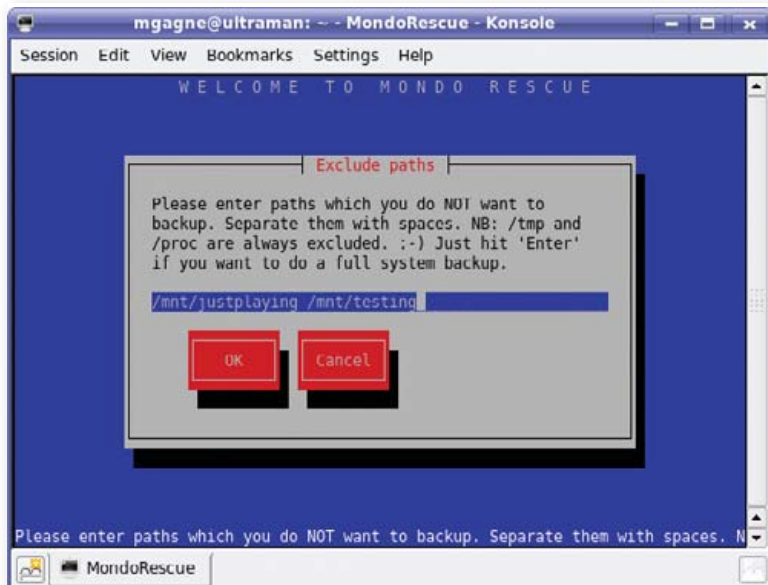 mgagne@ultraman: ~ - MondoRescue - Konsole
Session Edit View Bookmarks Settings Help
WELCOME TO MONDO RESCUE
Exclude paths
Please enter paths which you do NOT want to
backup. Separate them with spaces. NB: /tmp and
/proc are always excluded. :-) Just hit 'Enter'
if you want to do a full system backup.
/mnt/justplaying /mnt/testing
OK Cancel
Please enter paths which you do NOT want to backup. Separate them with spaces. N
MondoRescue